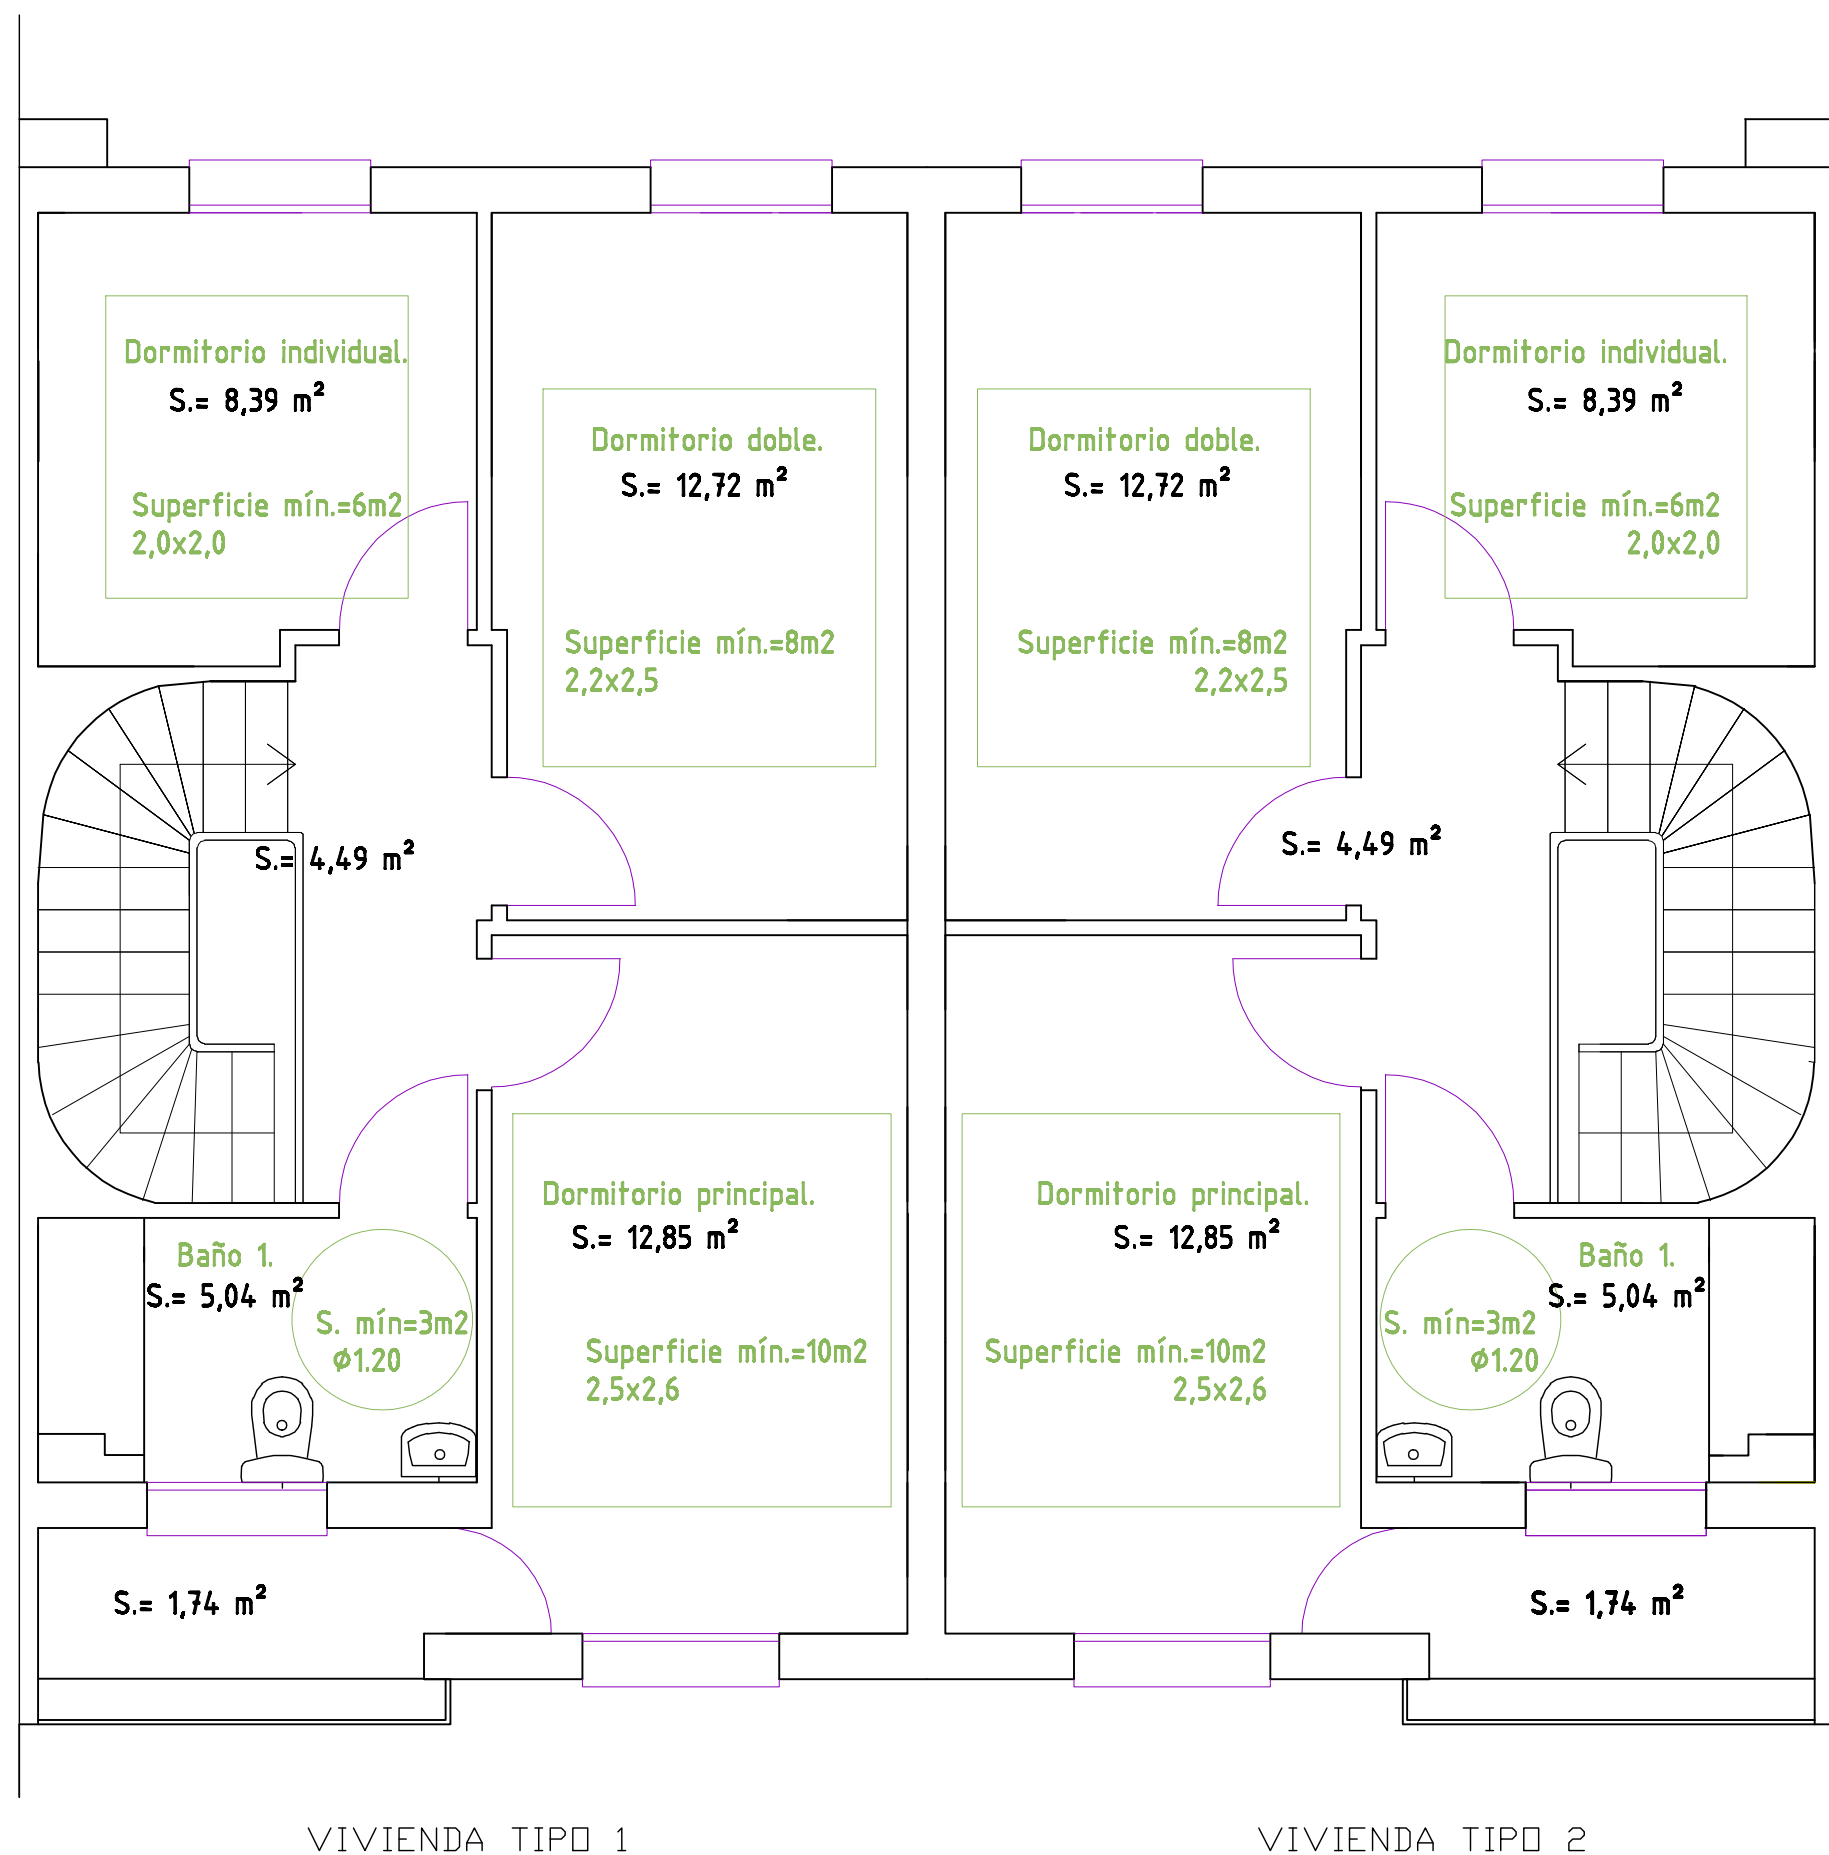 Dormitorio individual.
S.= 8,39 m²
Superficie mín.=6m2
2,0x2,0
Dormitorio doble.
S.= 12,72 m²
Superficie mín.=8m2
2,2x2,5
Dormitorio doble.
S.= 12,72 m²
Superficie mín.=8m2
2,2x2,5
Dormitorio individual.
S.= 8,39 m²
Superficie mín.=6m2
2,0x2,0
S.= 4,49 m²
S.= 4,49 m²
Dormitorio principal.
S.= 12,85 m²
Superficie mín.=10m2
2,5x2,6
Dormitorio principal.
S.= 12,85 m²
Superficie mín.=10m2
2,5x2,6
Baño 1.
S.= 5,04 m²
S. mín=3m2
ø1.20
Baño 1.
S.= 5,04 m²
S. mín=3m2
ø1.20
S.= 1,74 m²
S.= 1,74 m²
VIVIENDA TIPO 1
VIVIENDA TIPO 2